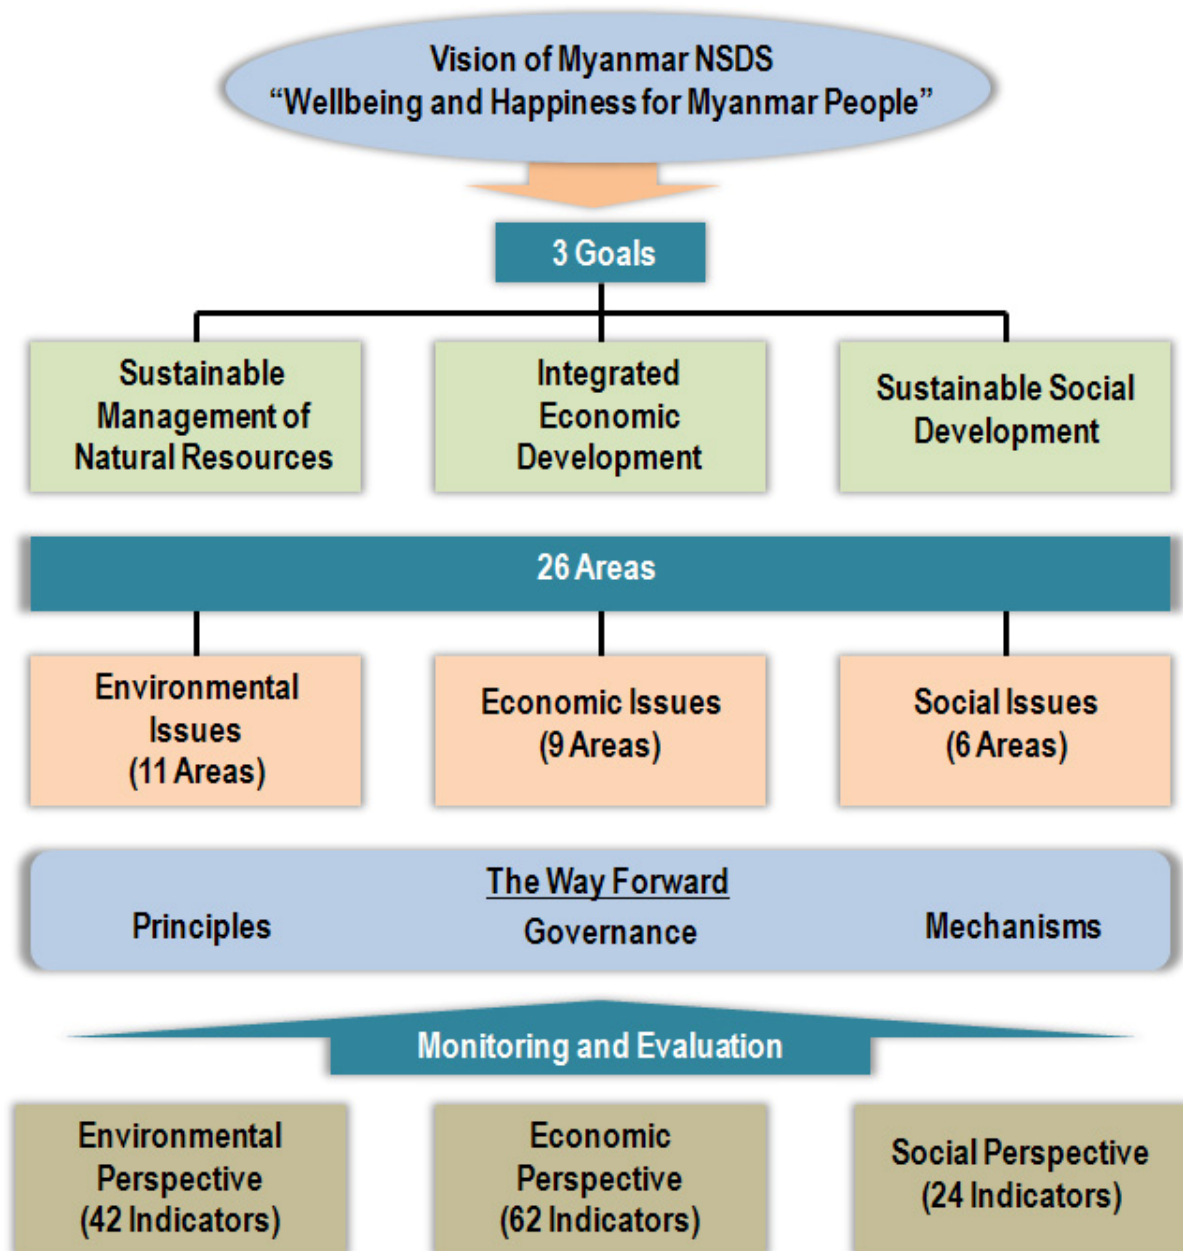 Vision of Myanmar NSDS
“Wellbeing and Happiness for Myanmar People”
3 Goals
Sustainable
Management of
Natural Resources
Integrated
Economic
Development
Sustainable Social
Development
26 Areas
Environmental
Issues
(11 Areas)
Economic Issues
(9 Areas)
Social Issues
(6 Areas)
The Way Forward
Principles
Governance
Mechanisms
Monitoring and Evaluation
Environmental
Perspective
(42 Indicators)
Economic
Perspective
(62 Indicators)
Social Perspective
(24 Indicators)